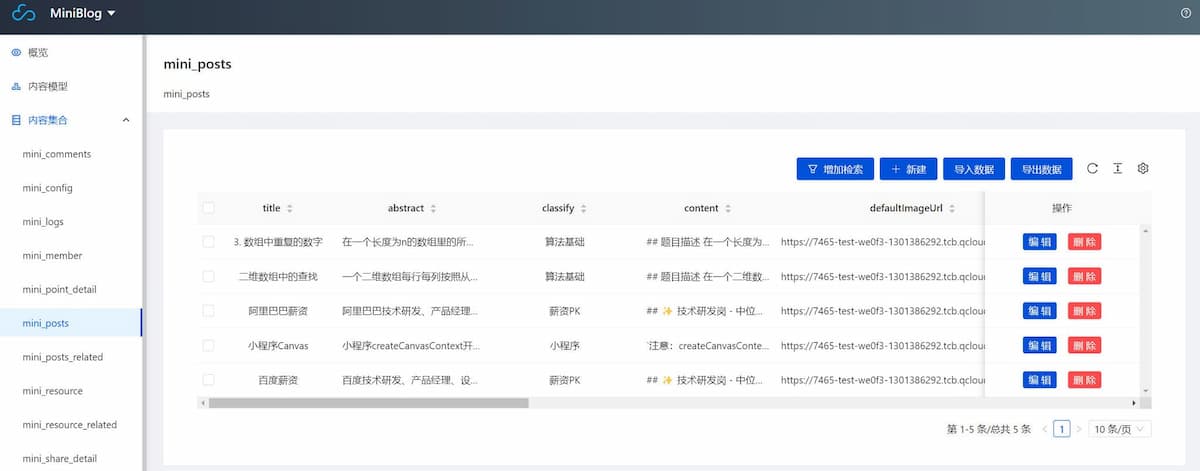 MiniBlog
概览
内容模型
内容集合
mini_comments
mini_config
mini_logs
mini_member
mini_point_detail
mini_posts
mini_posts_related
mini_resource
mini_resource_related
mini_share_detail
mini_posts
mini_posts
增加检索 新建 导入数据 导出数据
title abstract classify content defaultImageUrl 操作
3. 数组中重复的数字 在一个长度为n的数组里的所... 算法基础 ## 题目描述 在一个长度为... https://7465-test-we0f3-1301386292.tcb.qclou 编 辑 删 除
二维数组中的查找 一个二维数组每行每列按照从... 算法基础 ## 题目描述 在一个二维数... https://7465-test-we0f3-1301386292.tcb.qclou 编 辑 删 除
阿里巴巴薪资 阿里巴巴技术研发、产品经理... 薪资PK ## ✨ 技术研发岗 - 中位... https://7465-test-we0f3-1301386292.tcb.qclou 编 辑 删 除
小程序Canvas 小程序createCanvasContext开... 小程序 `注意：createCanvasConte... https://7465-test-we0f3-1301386292.tcb.qclou 编 辑 删 除
百度薪资 百度技术研发、产品经理、设... 薪资PK ## ✨ 技术研发岗 - 中位... https://7465-test-we0f3-1301386292.tcb.qclou 编 辑 删 除
第 1-5 条/总共 5 条 1 10 条/页